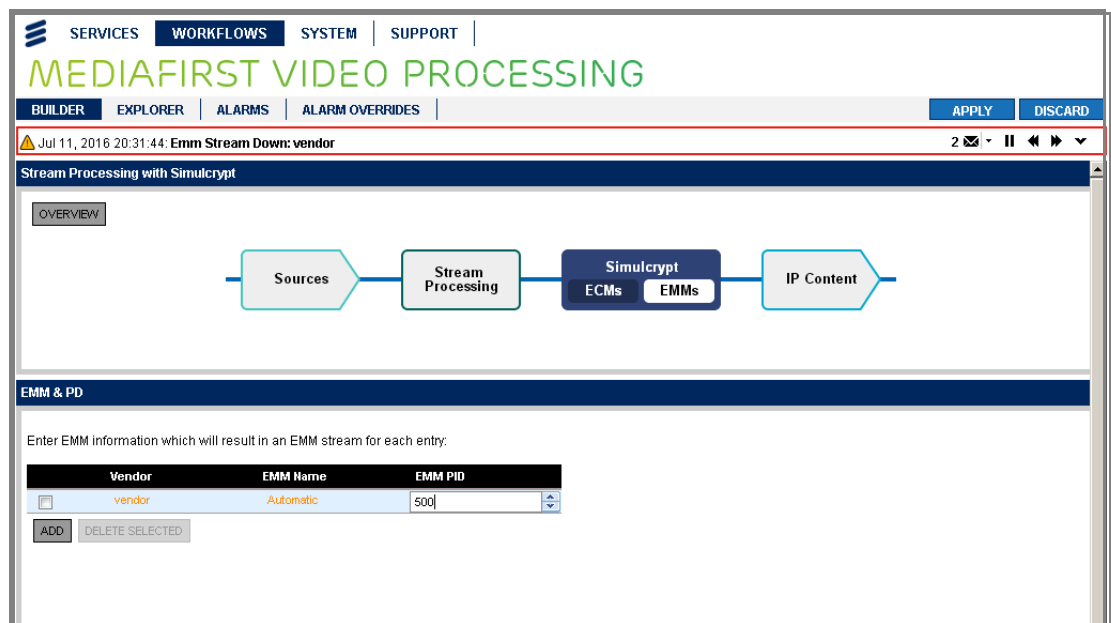 SERVICES WORKFLOWS SYSTEM SUPPORT
MEDIAFIRST VIDEO PROCESSING
BUILDER EXPLORER ALARMS ALARM OVERRIDES APPLY DISCARD
Jul 11, 2016 20:31:44: Emm Stream Down: vendor 2
Stream Processing with Simulcrypt
OVERVIEW
Sources
Stream
Processing
Simulcrypt
ECMs EMMs
IP Content
EMM & PD
Enter EMM information which will result in an EMM stream for each entry:
Vendor EMM Name EMM PID
vendor Automatic 500
ADD DELETE SELECTED